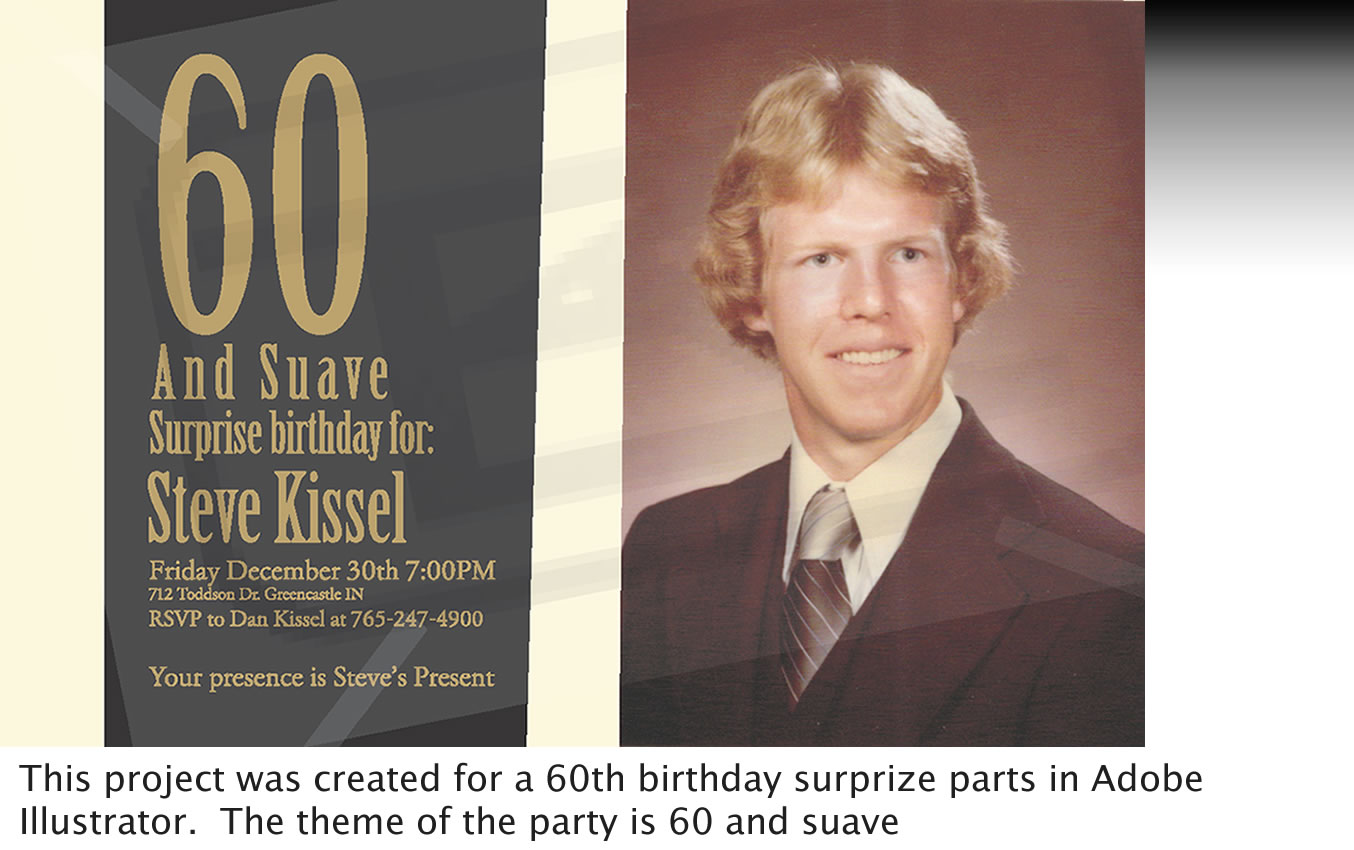 60
And Suave
Surprise birthday for:
Steve Kissel
Friday December 30th 7:00PM
712 Toddson Dr. Greencastle IN
RSVP to Dan Kissel at 765-247-4900
Your presence is Steve's Present
This project was created for a 60th birthday surprize parts in Adobe
Illustrator.  The theme of the party is 60 and suave